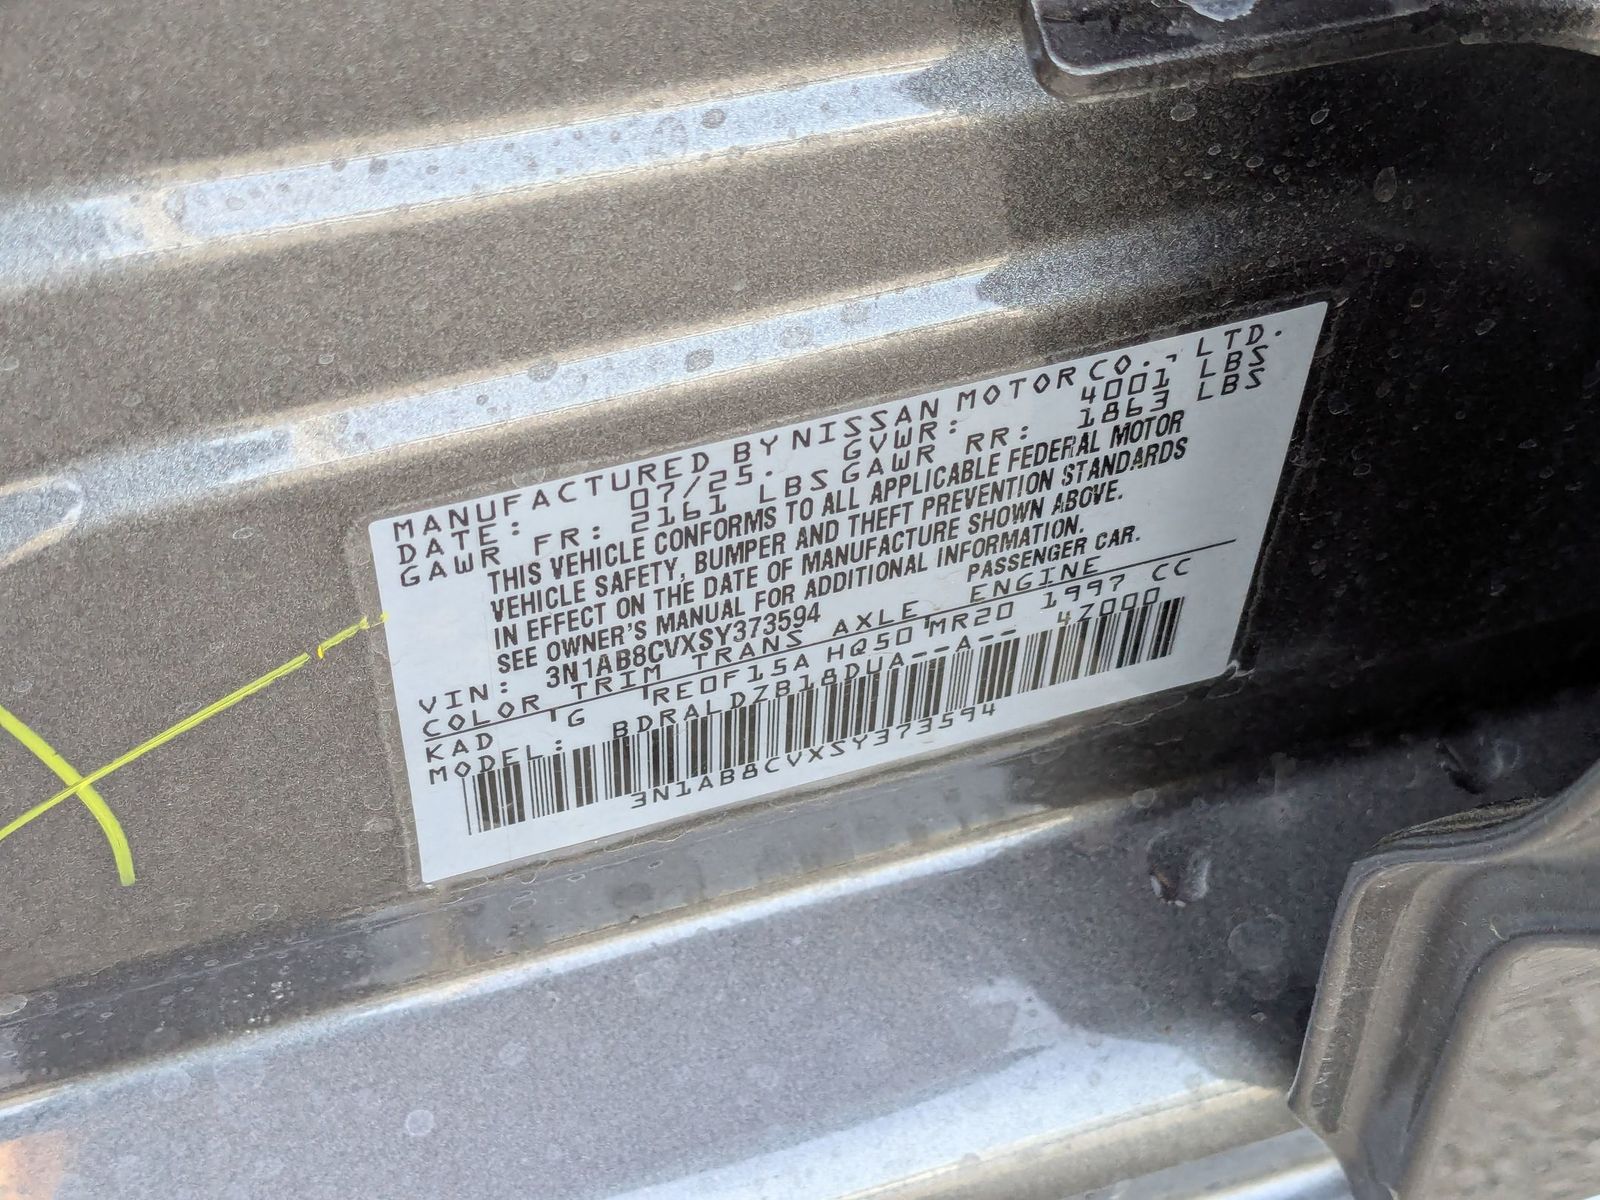 MANUFACTURED BY NISSAN MOTOR CO., LTD.
DATE: 07/25. GVWR: 4001 LBS
GAWR FR: 2161 LBS GAWR RR: 1863 LBS
THIS VEHICLE CONFORMS TO ALL APPLICABLE FEDERAL MOTOR
VEHICLE SAFETY, BUMPER AND THEFT PREVENTION STANDARDS
IN EFFECT ON THE DATE OF MANUFACTURE SHOWN ABOVE.
SEE OWNER'S MANUAL FOR ADDITIONAL INFORMATION.
VIN: 3N1AB8CVXSY373594 PASSENGER CAR.
COLOR TRIM TRANS AXLE ENGINE
KAD G RE0F15A HQ50 MR20 1997 CC
MODEL: BDRALDZB18DUA--A-- 4Z000
3N1AB8CVXSY373594